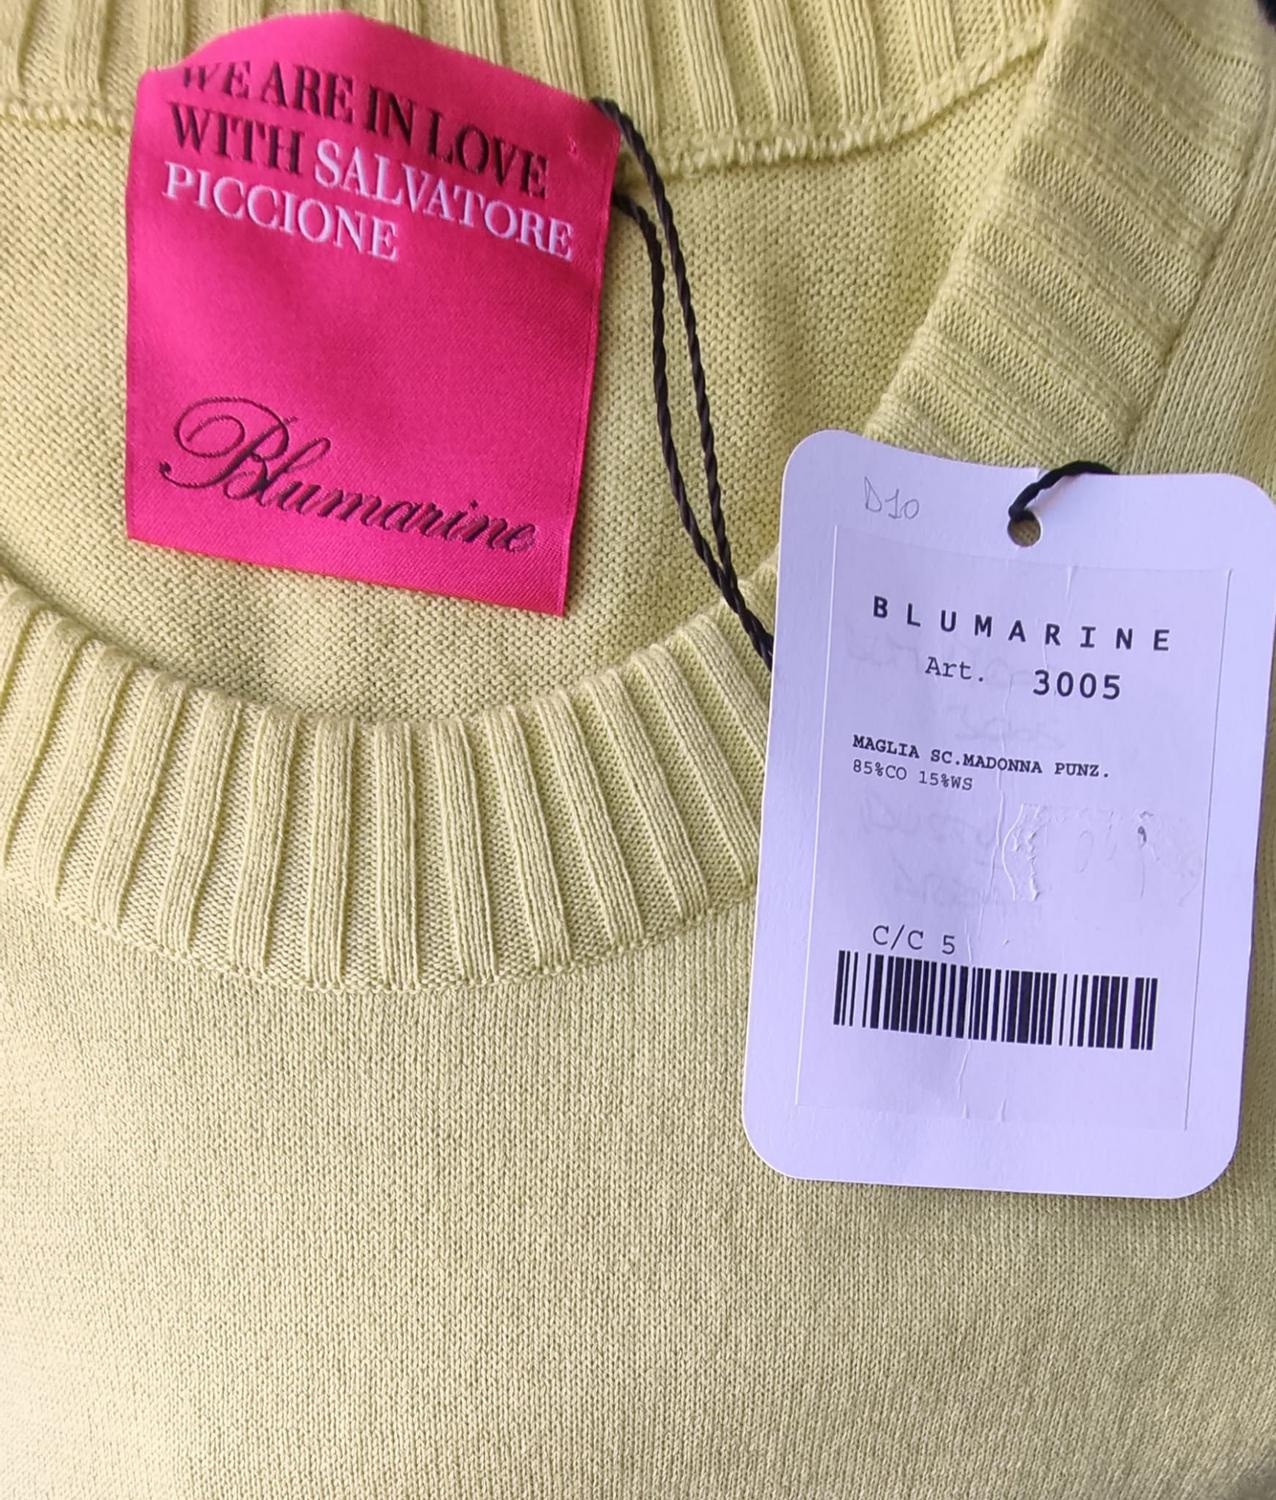 WE ARE IN LOVE
WITH SALVATORE
PICCIONE
Blumarine
D10
BLUMARINE
Art. 3005
MAGLIA SC.MADONNA PUNZ.
85%CO 15%WS
C/C 5